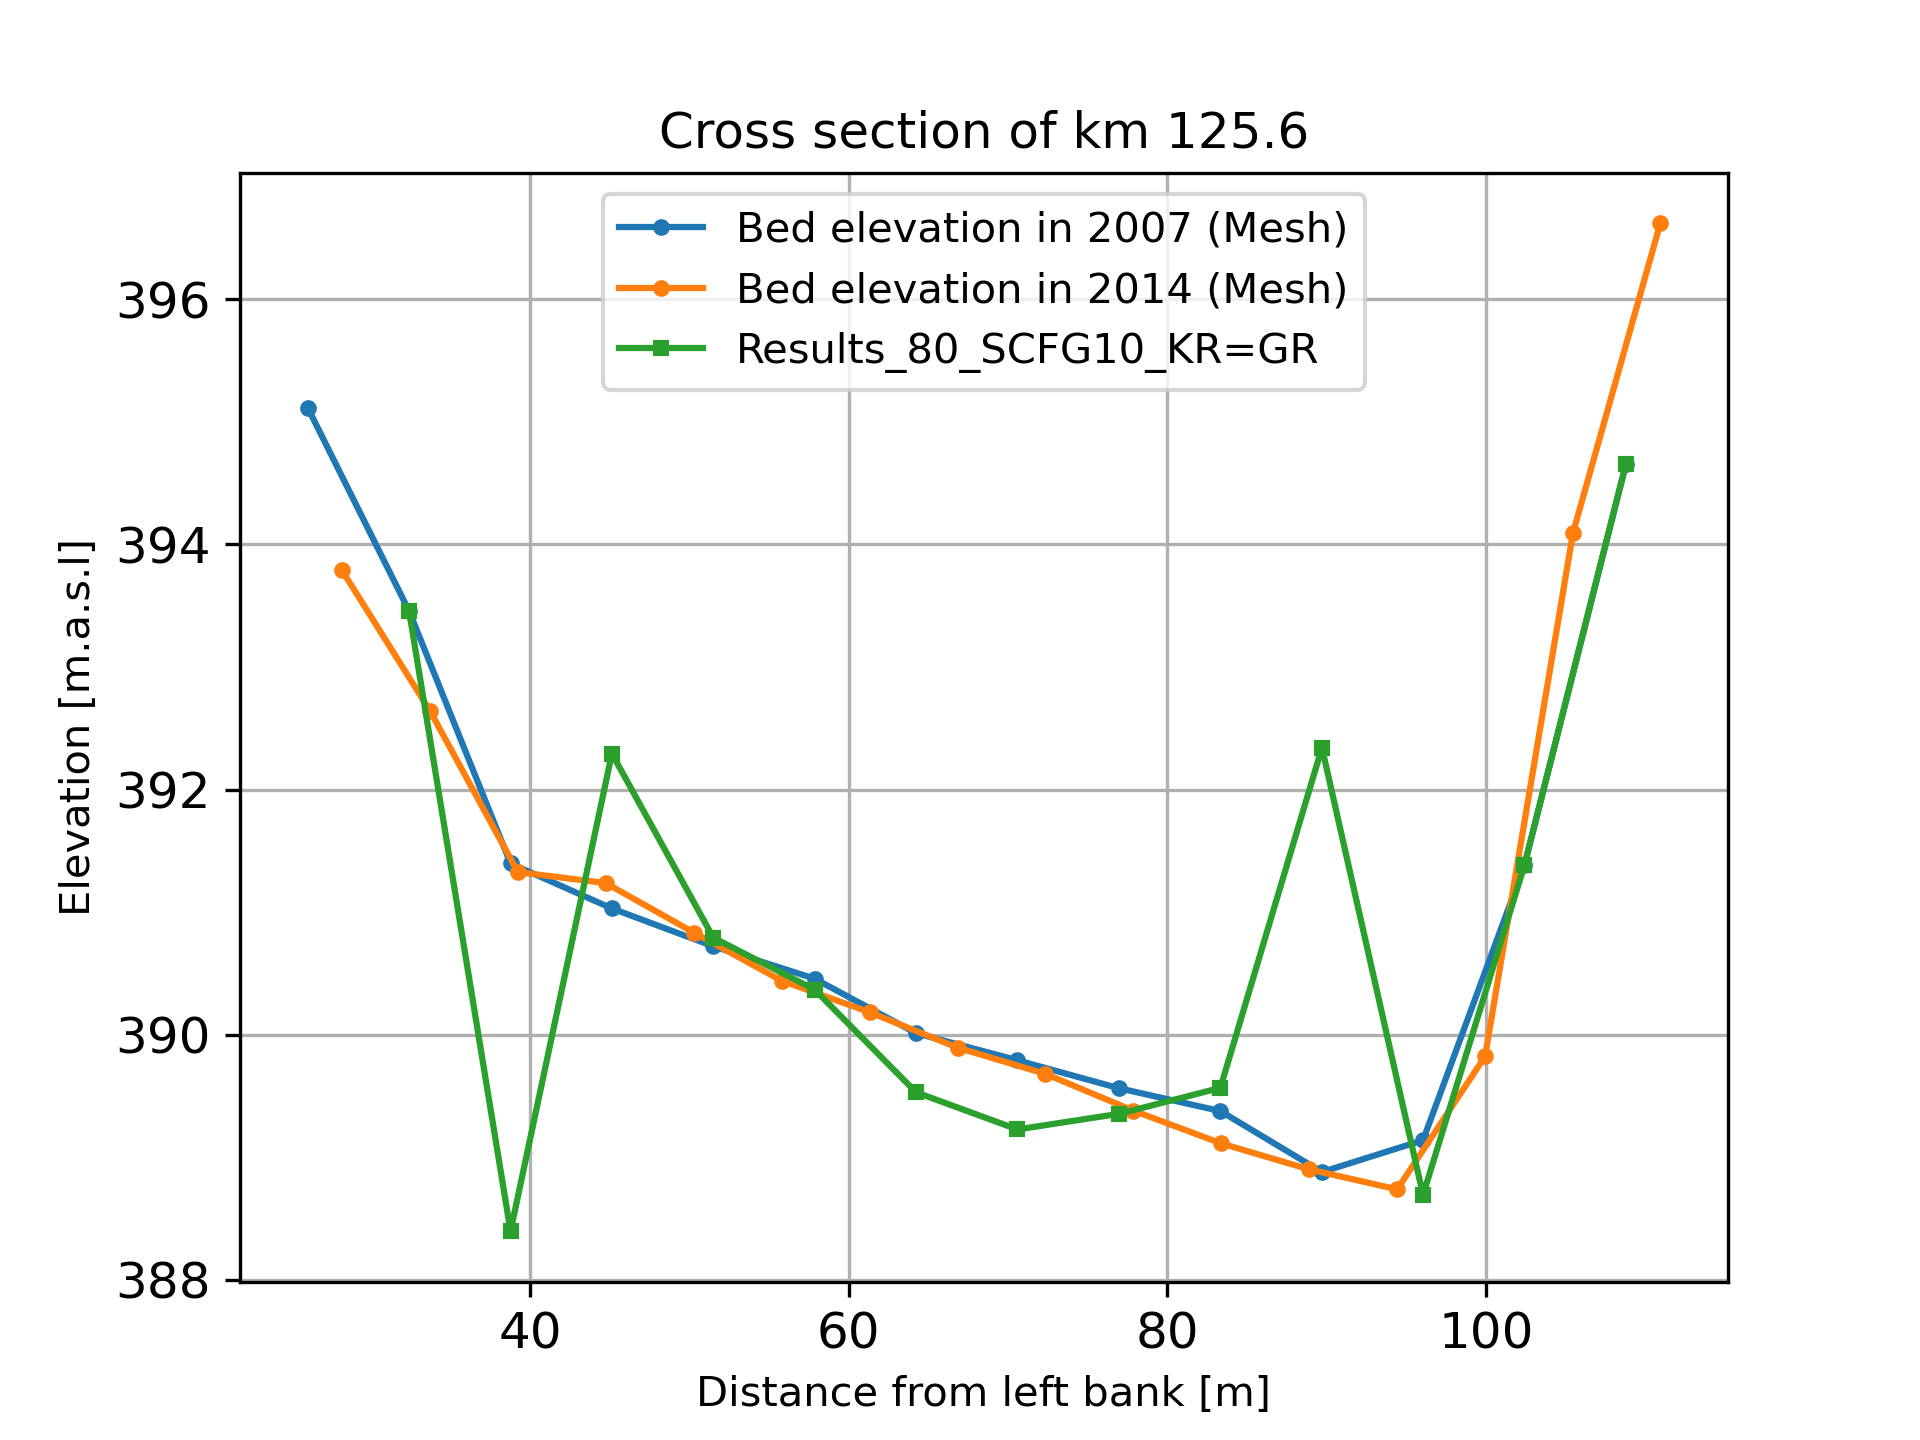 Cross section of km 125.6
Bed elevation in 2007 (Mesh)
Bed elevation in 2014 (Mesh)
Results_80_SCFG10_KR=GR
396
394
392
390
388
Elevation [m.a.s.l]
40 60 80 100
Distance from left bank [m]